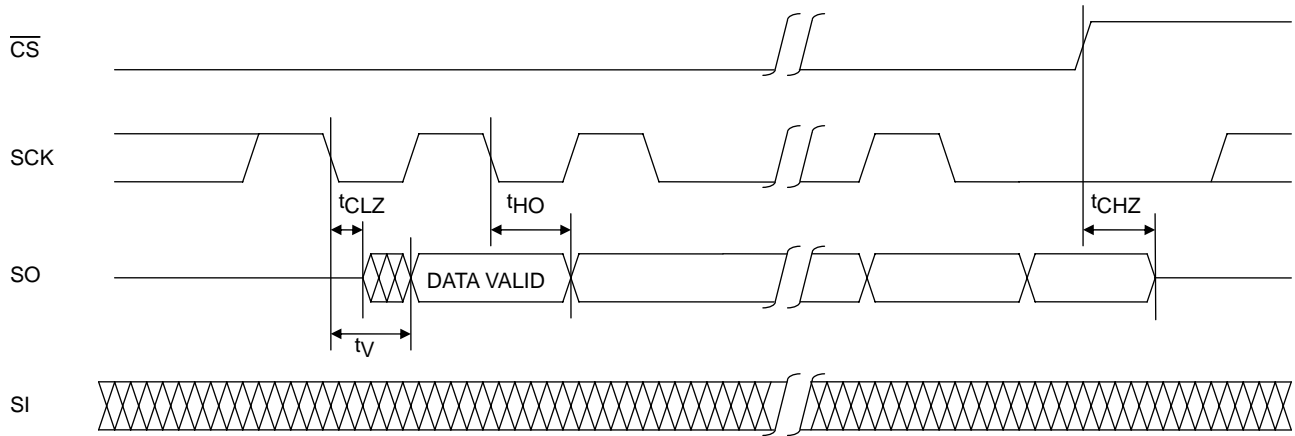 CS
SCK
tCLZ
tHO
tCHZ
SO
DATA VALID
tV
SI